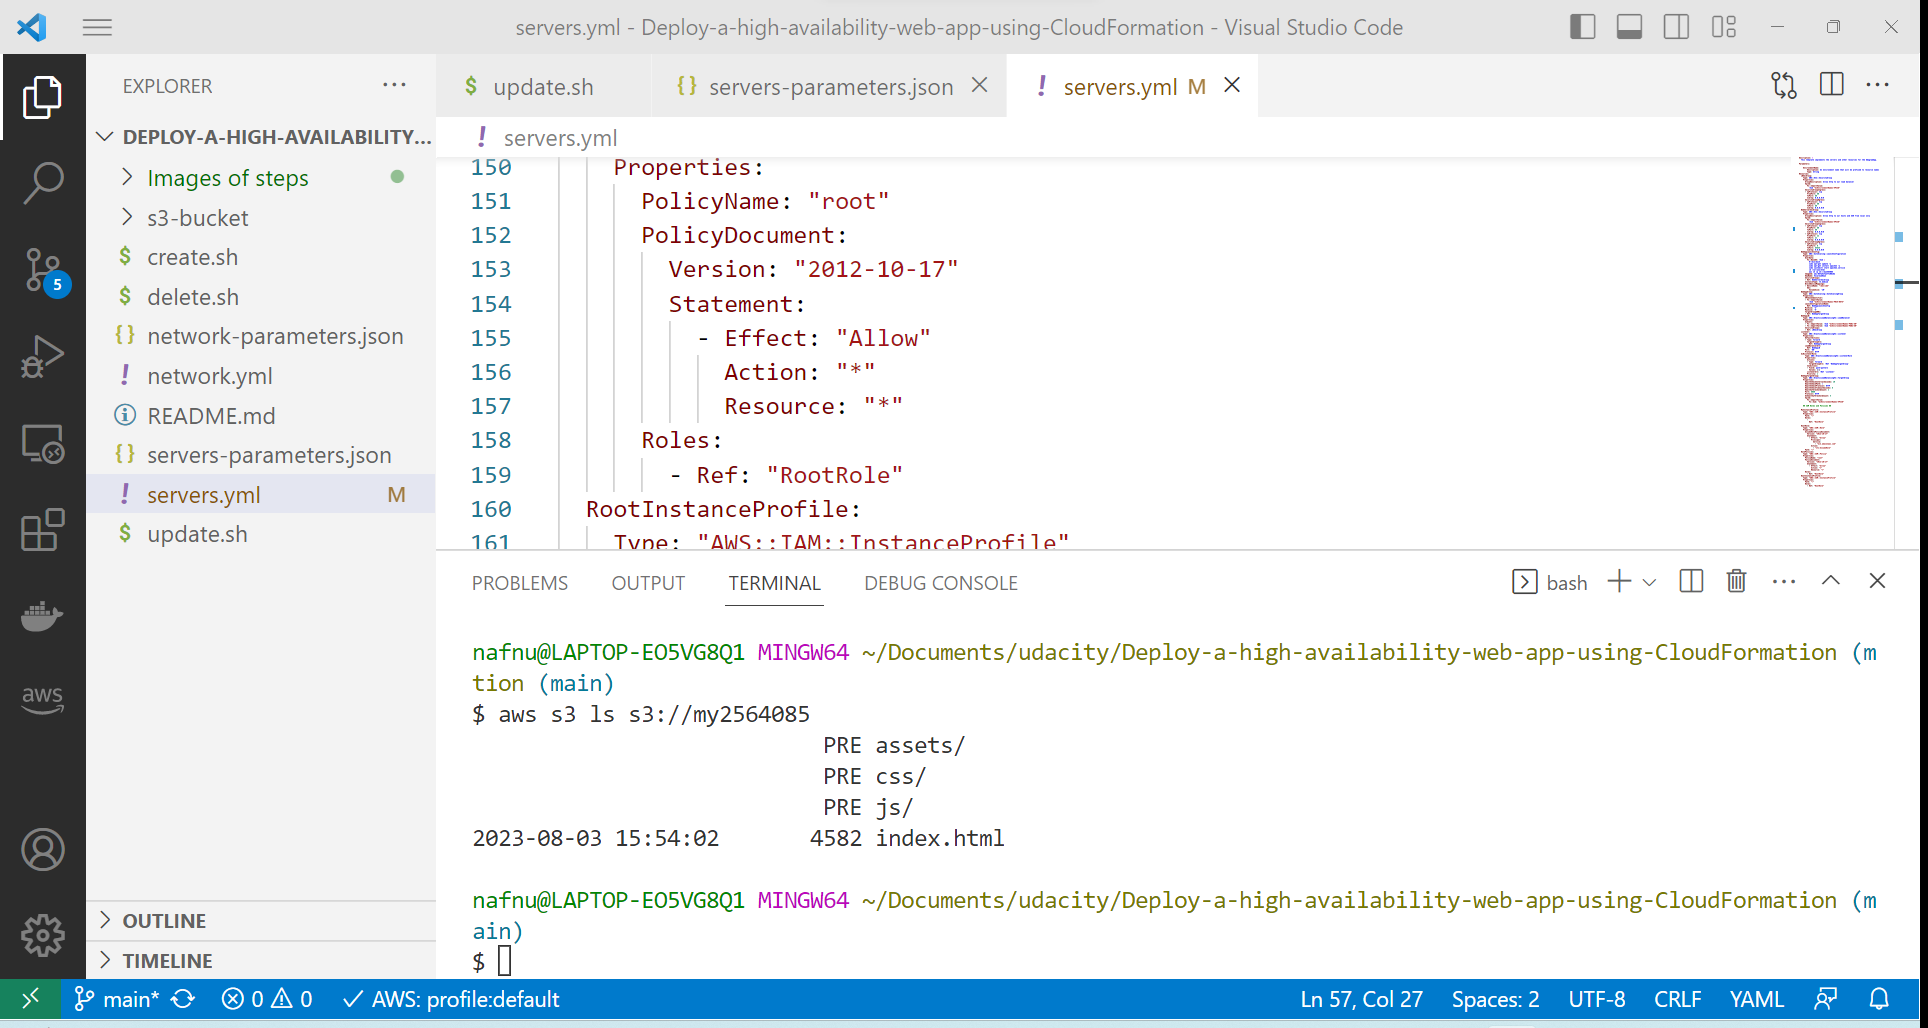 servers.yml - Deploy-a-high-availability-web-app-using-CloudFormation - Visual Studio Code
EXPLORER
DEPLOY-A-HIGH-AVAILABILITY...
Images of steps
s3-bucket
$ create.sh
$ delete.sh
{} network-parameters.json
! network.yml
README.md
{} servers-parameters.json
! servers.yml M
$ update.sh
OUTLINE
TIMELINE
5
aws
$ update.sh
{} servers-parameters.json
! servers.yml M
! servers.yml
150 Properties:
151 PolicyName: "root"
152 PolicyDocument:
153 Version: "2012-10-17"
154 Statement:
155 - Effect: "Allow"
156 Action: "*"
157 Resource: "*"
158 Roles:
159 - Ref: "RootRole"
160 RootInstanceProfile:
161 Type: "AWS::IAM::InstanceProfile"
PROBLEMS OUTPUT TERMINAL DEBUG CONSOLE
bash
nafnu@LAPTOP-EO5VG8Q1 MINGW64 ~/Documents/udacity/Deploy-a-high-availability-web-app-using-CloudFormation (m
tion (main)
$ aws s3 ls s3://my2564085
PRE assets/
PRE css/
PRE js/
2023-08-03 15:54:02 4582 index.html
nafnu@LAPTOP-EO5VG8Q1 MINGW64 ~/Documents/udacity/Deploy-a-high-availability-web-app-using-CloudFormation (m
ain)
$
main* 0 0 AWS: profile:default Ln 57, Col 27 Spaces: 2 UTF-8 CRLF YAML